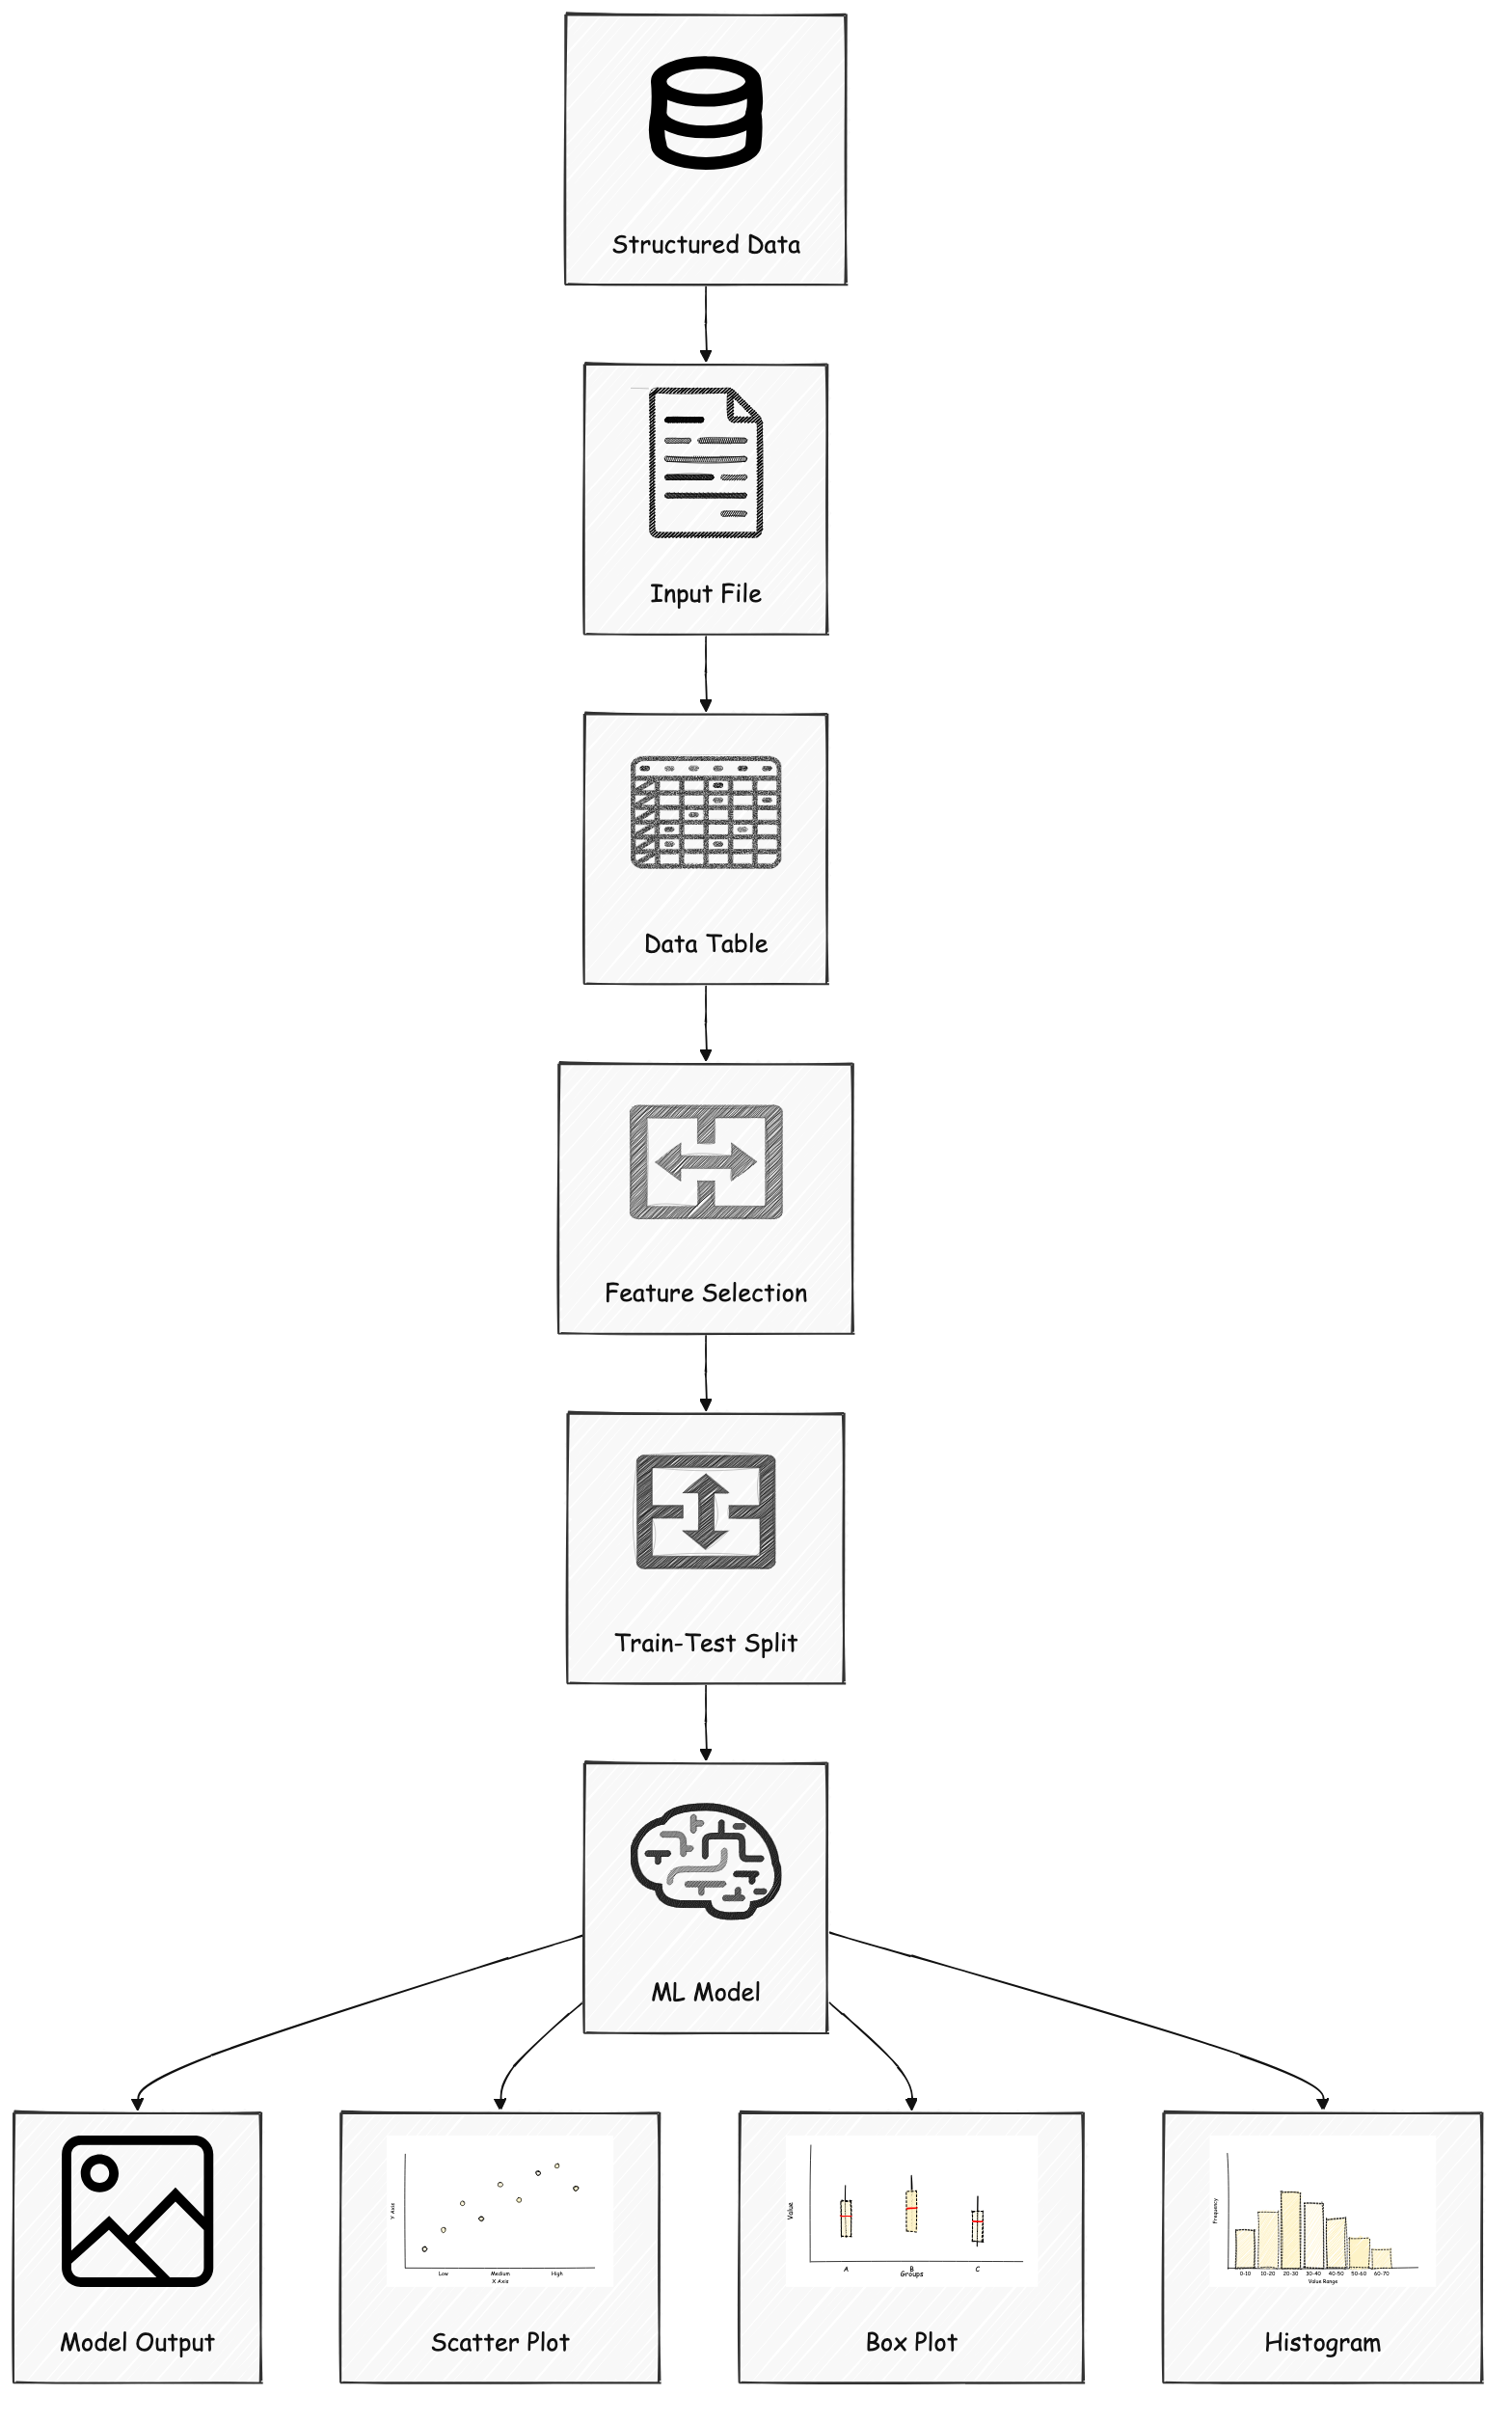 Structured Data
Input File
Data Table
Feature Selection
Train-Test Split
ML Model
Model Output
Y Axis
Low Medium High
X Axis
Scatter Plot
Value
A B C
Groups
Box Plot
Frequency
0-10 10-20 20-30 30-40 40-50 50-60 60-70
Value Range
Histogram